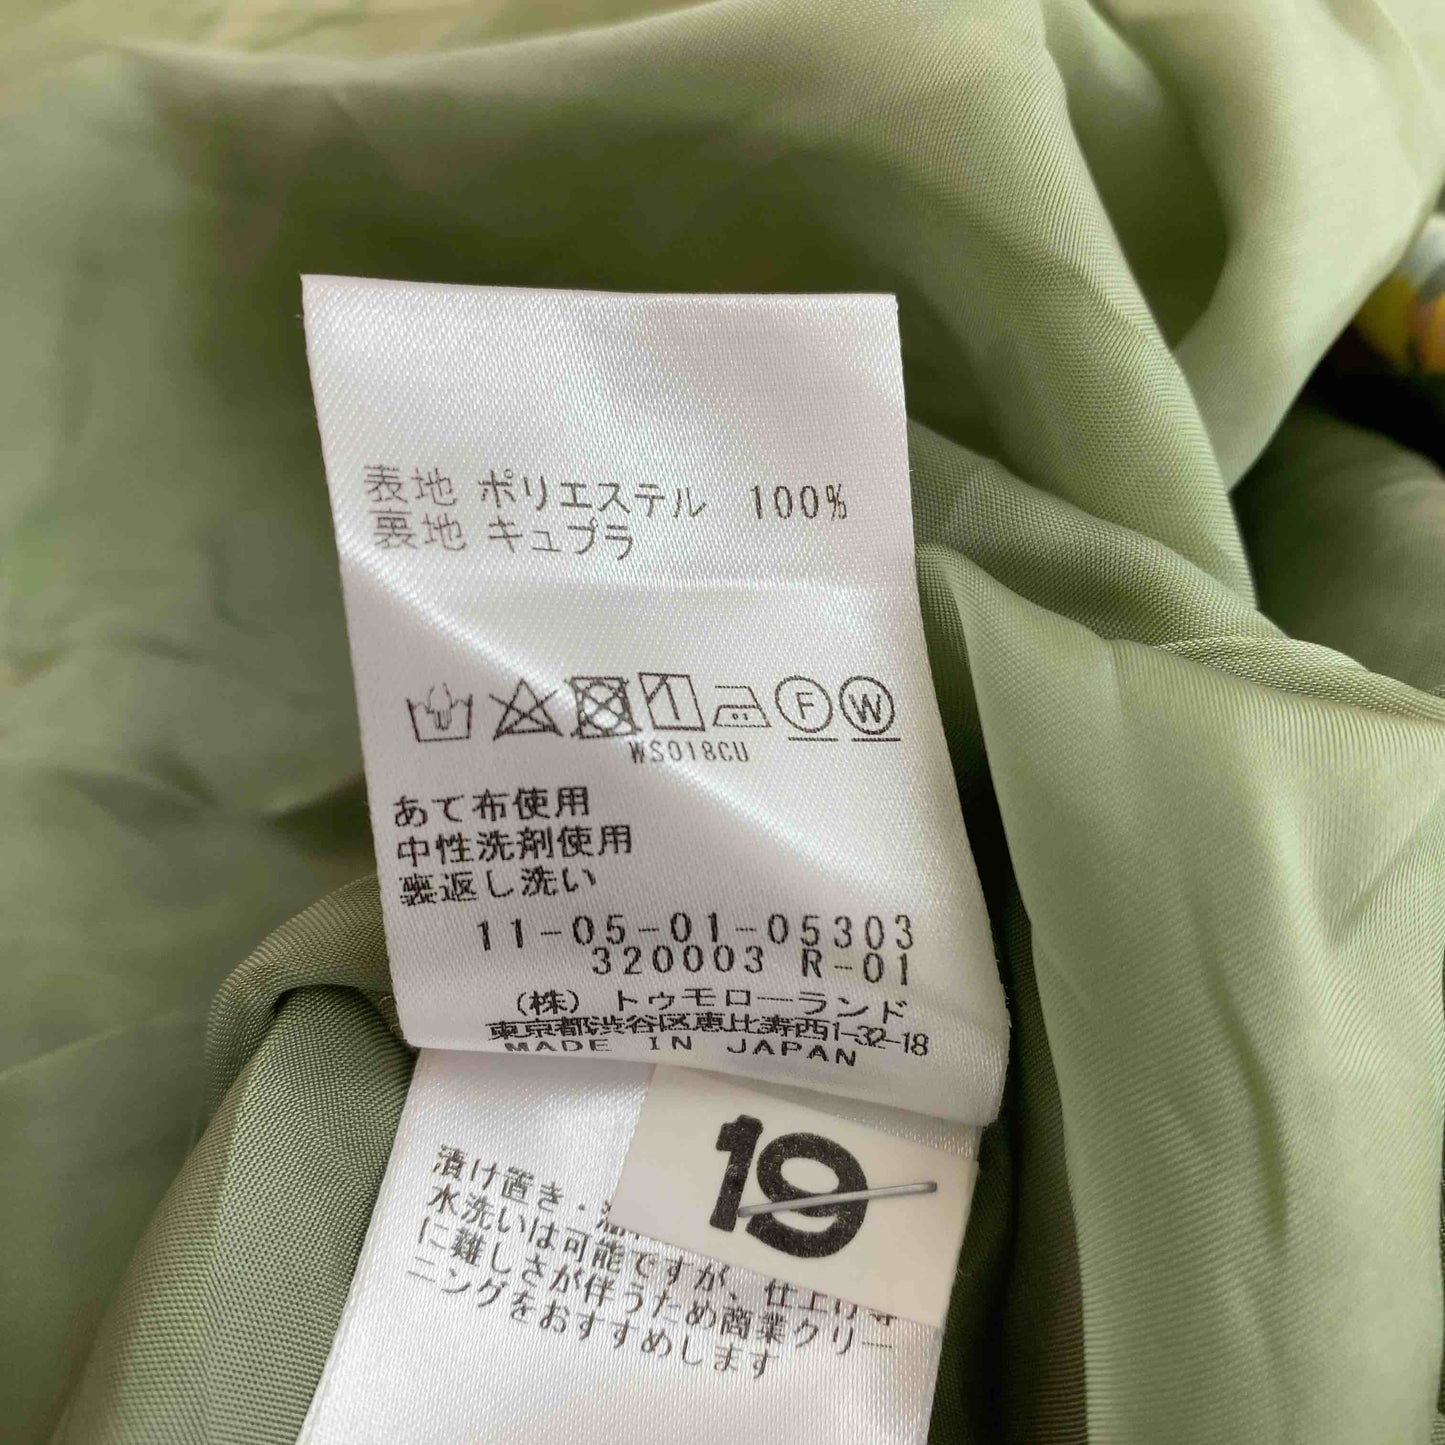 表地 ポリエステル 100%
裏地 キュプラ
F W
WS018CU
あて布使用
中性洗剤使用
裏返し洗い
11-05-01-05303
320003 R-01
(株) トゥモローランド
東京都渋谷区恵比寿西1-32-18
MADE IN JAPAN
19
漬け置き・
水洗いは可能ですが、仕上げ等
に難しさが伴うため商業クリー
ニングをおすすめします